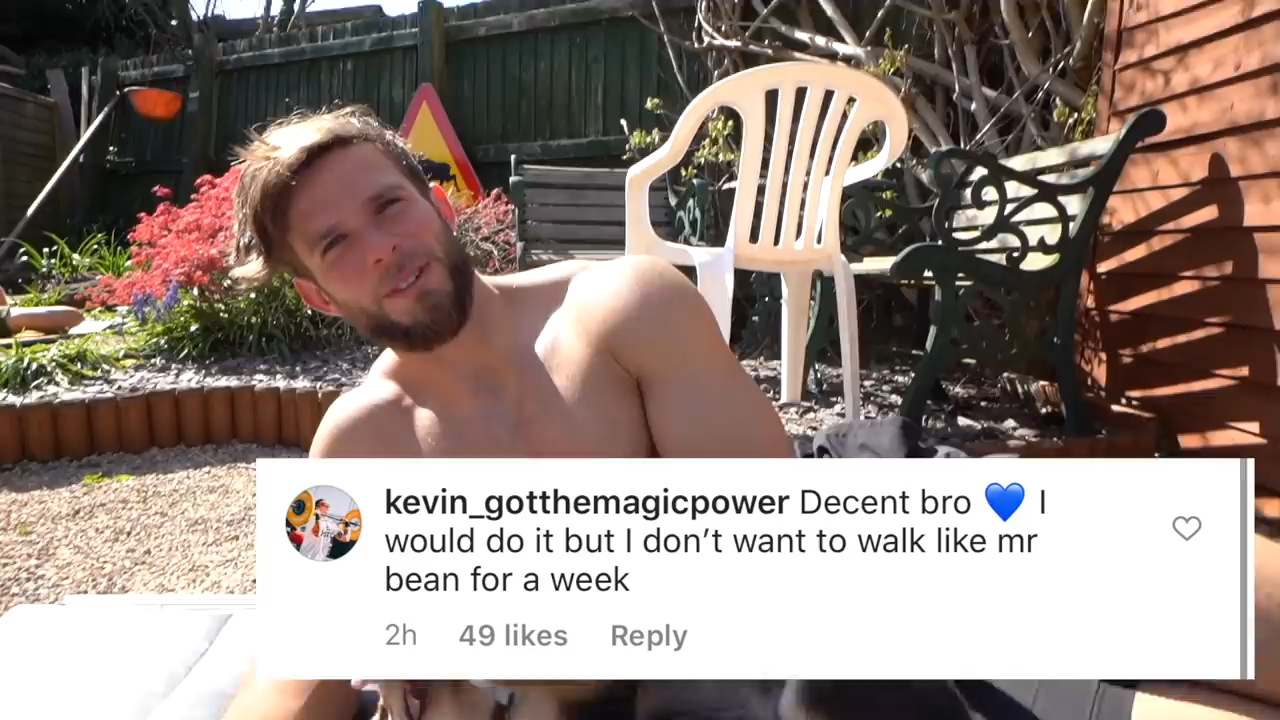 kevin_gotthemagicpower Decent bro 💙 I
would do it but I don’t want to walk like mr
bean for a week
2h 49 likes Reply